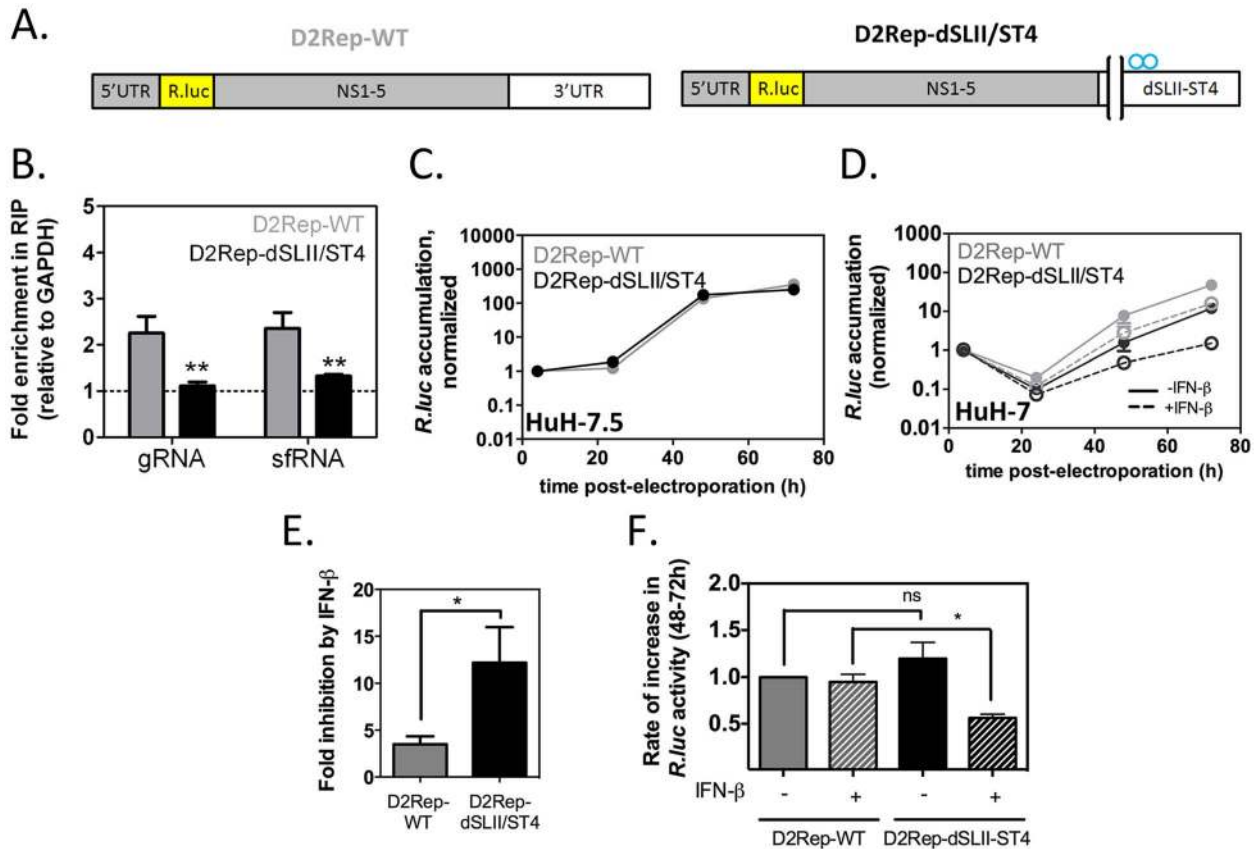 A.
D2Rep-WT
5'UTR R.luc NS1-5 3'UTR
D2Rep-dSLII/ST4
5'UTR R.luc NS1-5 dSLII-ST4
B.
Fold enrichment in RIP
(relative to GAPDH)
5
4
3
2
1
0
D2Rep-WT
D2Rep-dSLII/ST4
** **
gRNA sfRNA
C.
R.luc accumulation,
normalized
10000
1000
100
10
1
0.1
0.01
D2Rep-WT
D2Rep-dSLII/ST4
HuH-7.5
0 20 40 60 80
time post-electroporation (h)
D.
R.luc accumuation
(normalized)
1000
100
10
1
0.1
0.01
D2Rep-WT
D2Rep-dSLII/ST4
-IFN-β
+IFN-β
HuH-7
0 20 40 60 80
time post-electroporation (h)
E.
Fold inhibition by IFN-β
20
15
10
5
0
*
D2Rep-
WT
D2Rep-
dSLII/ST4
F.
Rate of increase in
R.luc activity (48-72h)
2.0
1.5
1.0
0.5
ns
*
IFN-β - + - +
D2Rep-WT D2Rep-dSLII-ST4